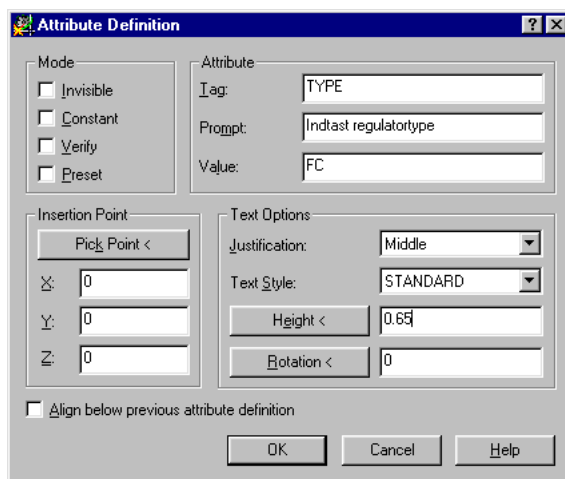 Attribute Definition
Mode
Invisible
Constant
Verify
Preset
Attribute
Tag: TYPE
Prompt: Indtast regulatortype
Value: FC
Insertion Point
Pick Point <
X: 0
Y: 0
Z: 0
Text Options
Justification: Middle
Text Style: STANDARD
Height < 0.65
Rotation < 0
Align below previous attribute definition
OK Cancel Help